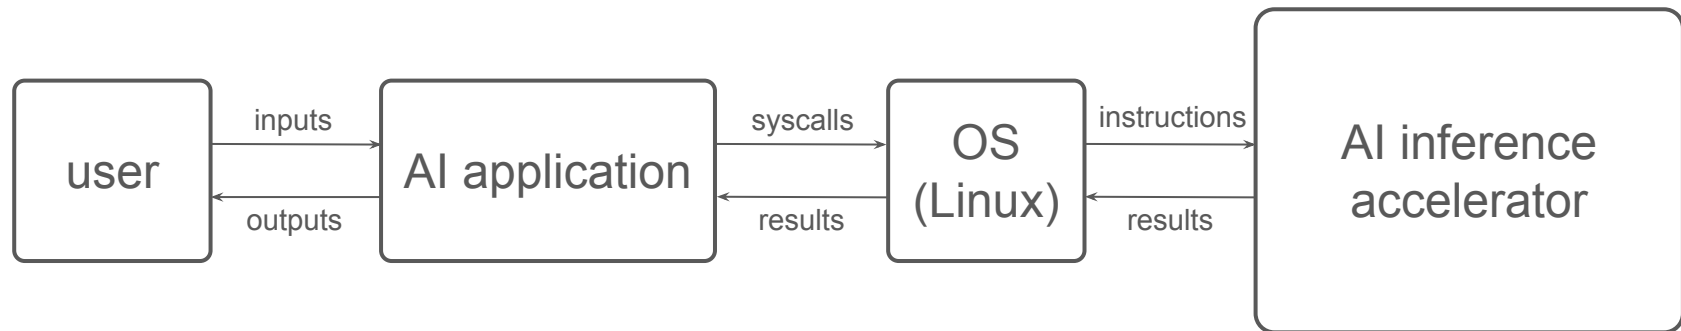 user
inputs
outputs
AI application
syscalls
results
OS
(Linux)
instructions
results
AI inference
accelerator